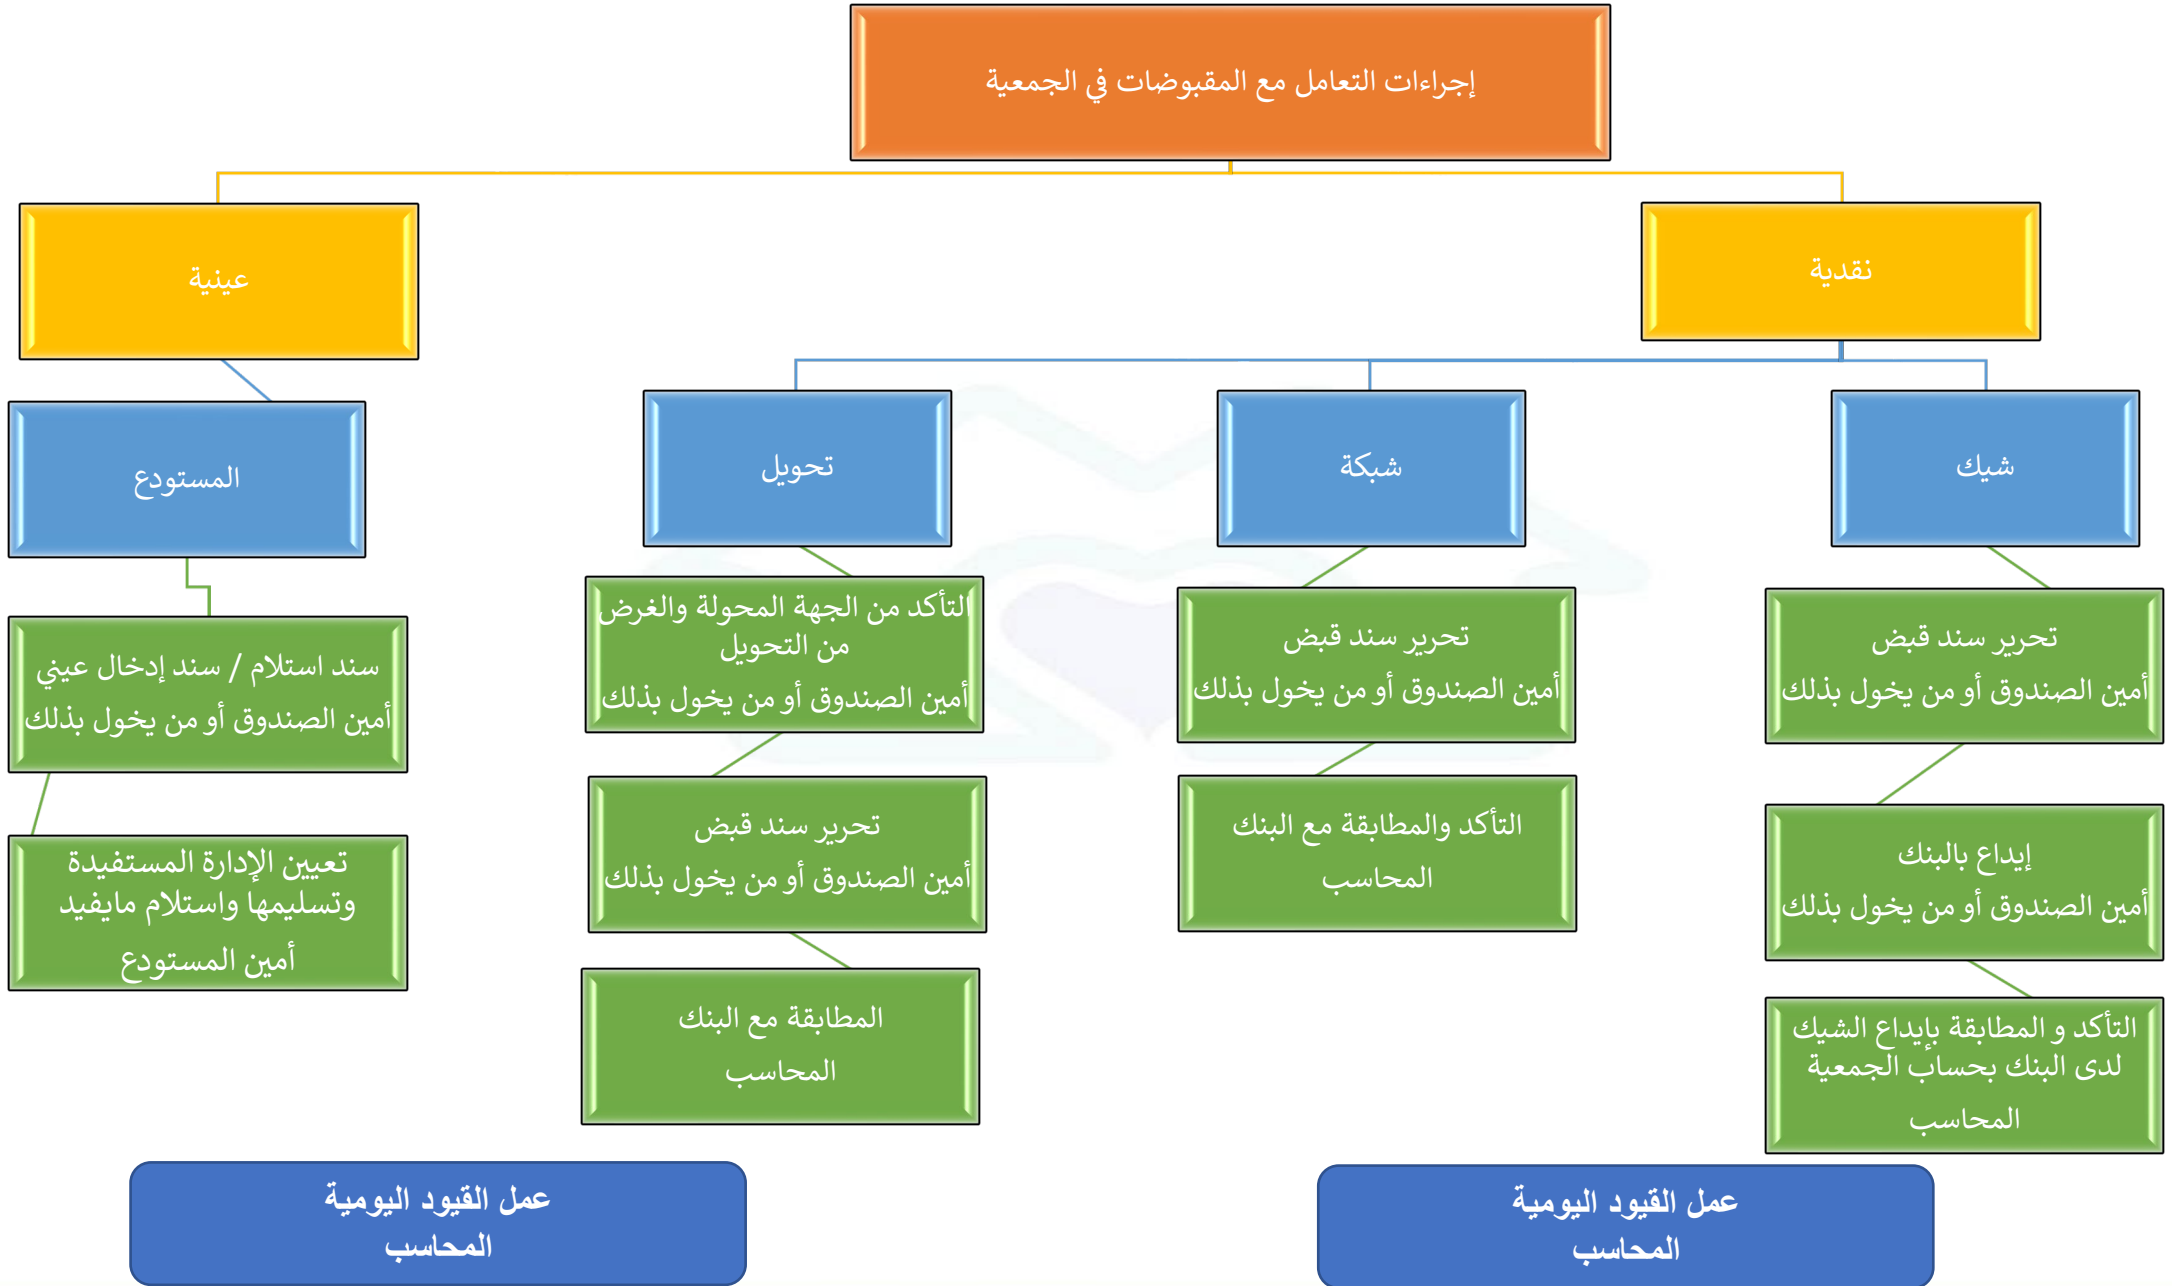 إجراءات التعامل مع المقبوضات في الجمعية
نقدية
عينية
شيك
شبكة
تحويل
المستودع
تحرير سند قبض
أمين الصندوق أو من يخول بذلك
إيداع بالبنك
أمين الصندوق أو من يخول بذلك
التأكد و المطابقة بإيداع الشيك
لدى البنك بحساب الجمعية
المحاسب
تحرير سند قبض
أمين الصندوق أو من يخول بذلك
التأكد والمطابقة مع البنك
المحاسب
التأكد من الجهة المحولة والغرض
من التحويل
أمين الصندوق أو من يخول بذلك
تحرير سند قبض
أمين الصندوق أو من يخول بذلك
المطابقة مع البنك
المحاسب
سند استلام / سند إدخال عيني
أمين الصندوق أو من يخول بذلك
تعيين الإدارة المستفيدة
وتسليمها واستلام مايفيد
أمين المستودع
عمل القيود اليومية
المحاسب
عمل القيود اليومية
المحاسب